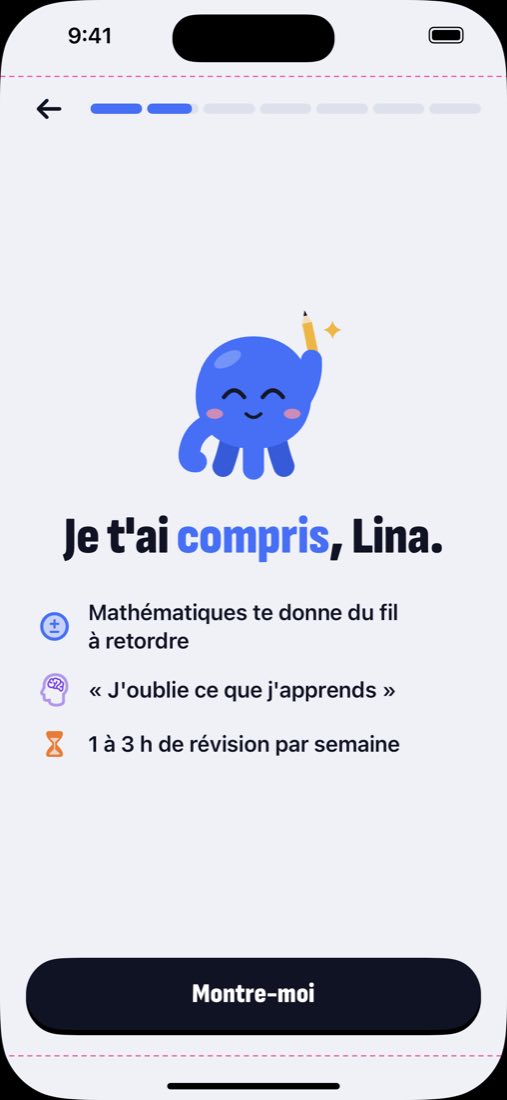 9:41
Je t'ai compris, Lina.
Mathématiques te donne du fil
à retordre
« J'oublie ce que j'apprends »
1 à 3 h de révision par semaine
Montre-moi